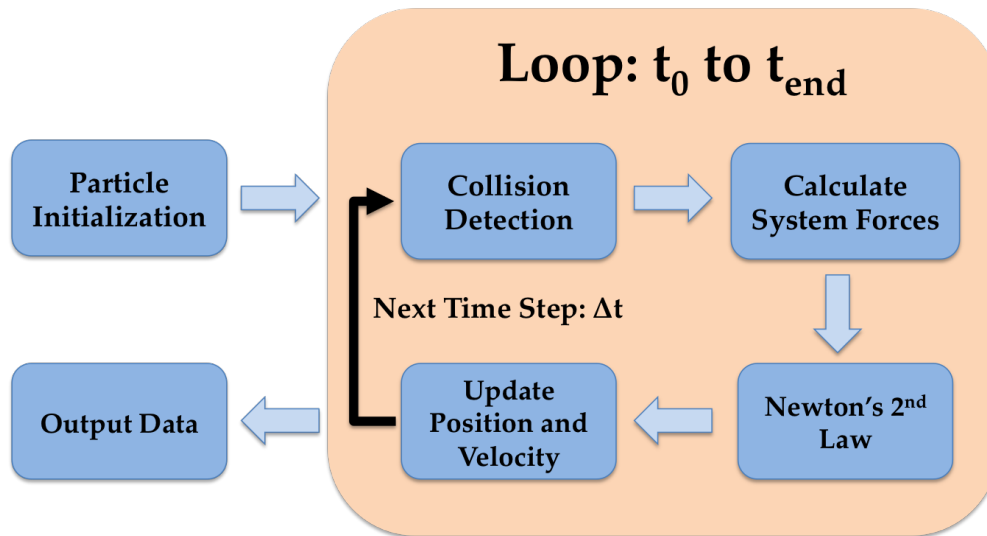 Loop: t₀ to tₑₙd
Particle
Initialization
Collision
Detection
Calculate
System Forces
Next Time Step: Δt
Output Data
Update
Position and
Velocity
Newton’s 2ⁿᵈ
Law